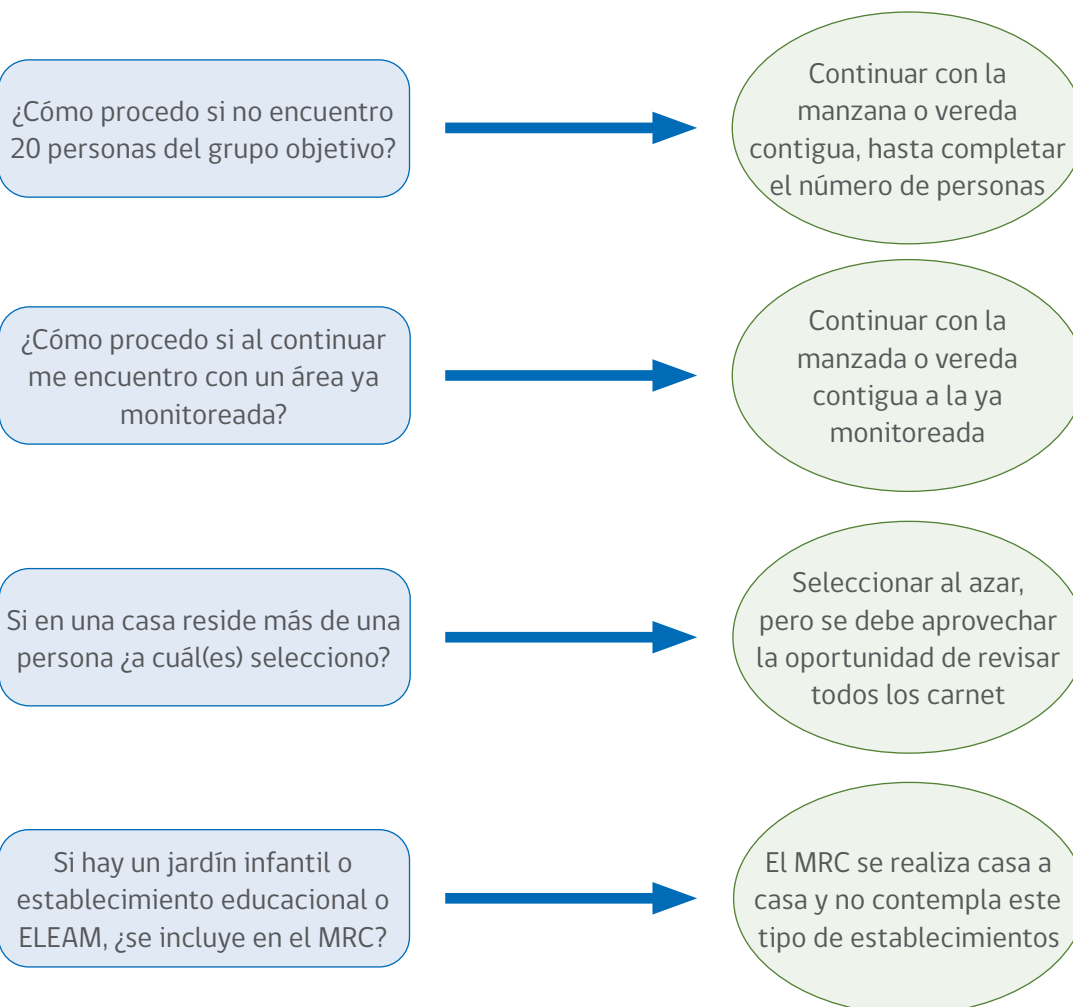 ¿Cómo procedo si no encuentro
20 personas del grupo objetivo?
Continuar con la
manzana o vereda
contigua, hasta completar
el número de personas
¿Cómo procedo si al continuar
me encuentro con un área ya
monitoreada?
Continuar con la
manzada o vereda
contigua a la ya
monitoreada
Si en una casa reside más de una
persona ¿a cuál(es) selecciono?
Seleccionar al azar,
pero se debe aprovechar
la oportunidad de revisar
todos los carnet
Si hay un jardín infantil o
establecimiento educacional o
ELEAM, ¿se incluye en el MRC?
El MRC se realiza casa a
casa y no contempla este
tipo de establecimientos